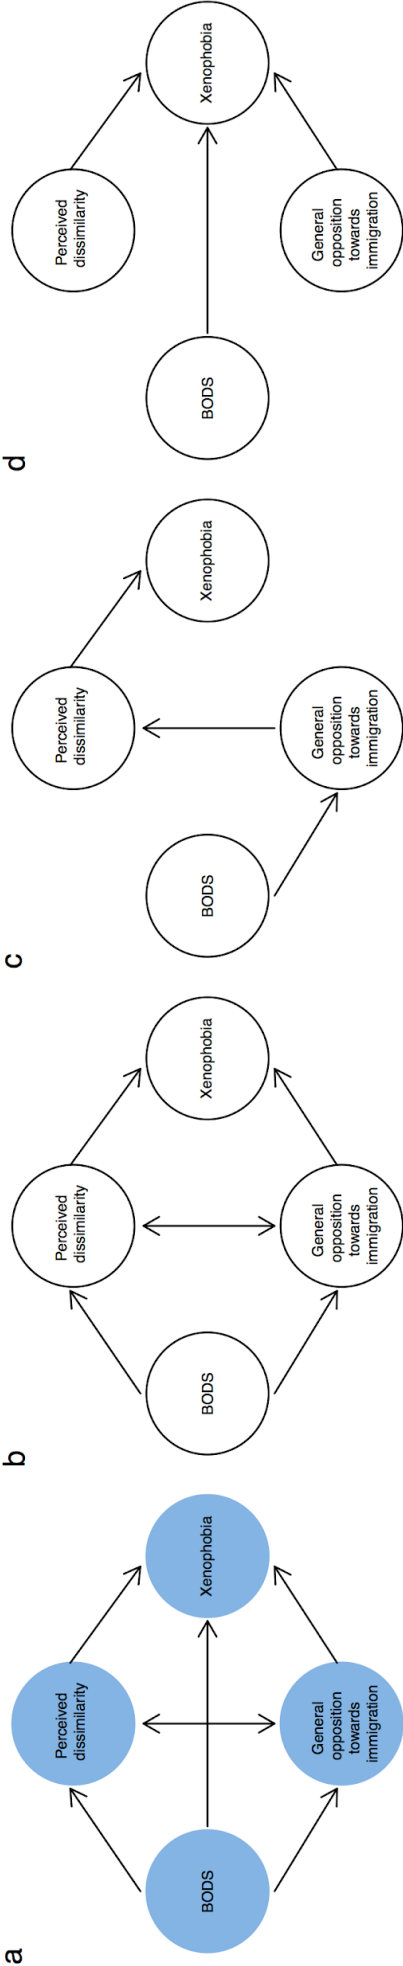 a
Perceived
dissimilarity
BODS
Xenophobia
General
opposition
towards
immigration
b
Perceived
dissimilarity
BODS
Xenophobia
General
opposition
towards
immigration
c
Perceived
dissimilarity
BODS
Xenophobia
General
opposition
towards
immigration
d
Perceived
dissimilarity
BODS
Xenophobia
General
opposition
towards
immigration